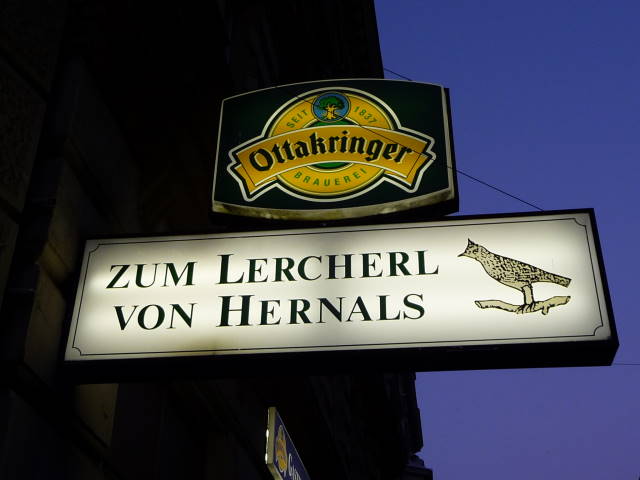 SEIT 1837
Ottakringer
BRAUEREI
ZUM LERCHERL
VON HERNALS